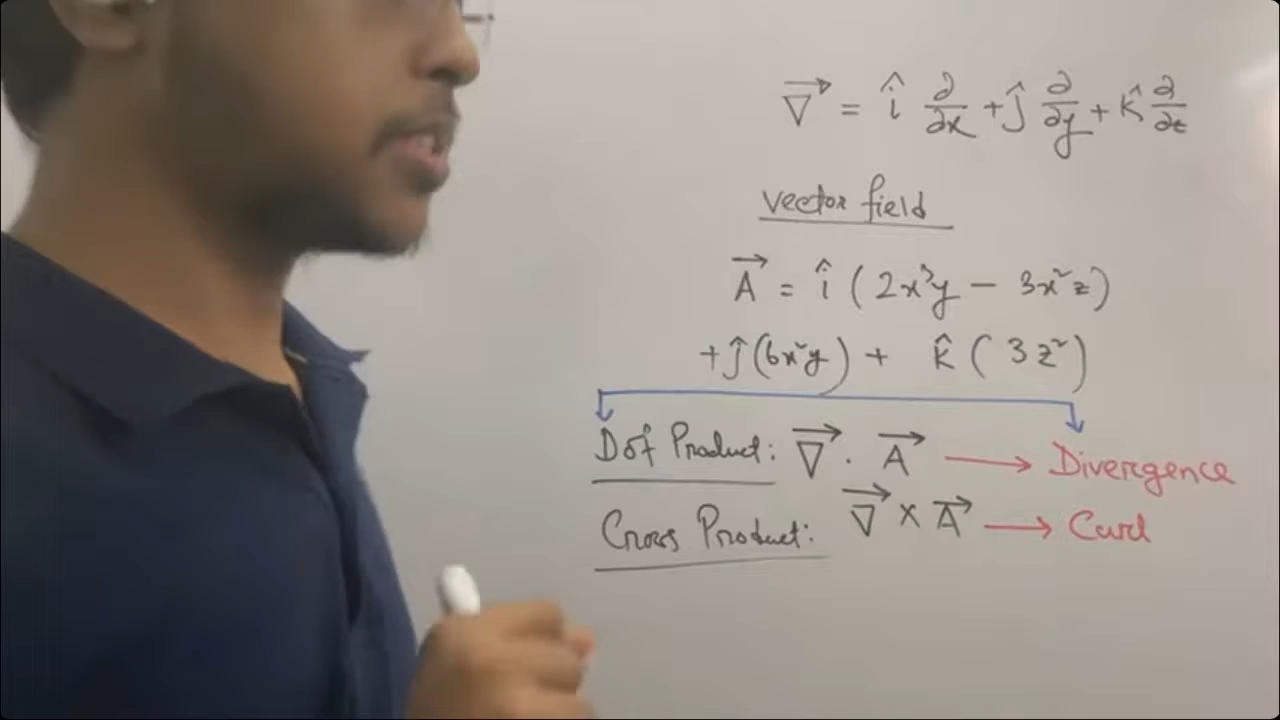 ∇⃗ = î ∂/∂x + ĵ ∂/∂y + k̂ ∂/∂z
vector field
A⃗ = î (2x³y − 3x²z)
+ ĵ (6x²y) + k̂ (3z²)
Dot Product: ∇⃗ . A⃗ → Divergence
Cross Product: ∇⃗ × A⃗ → Curl